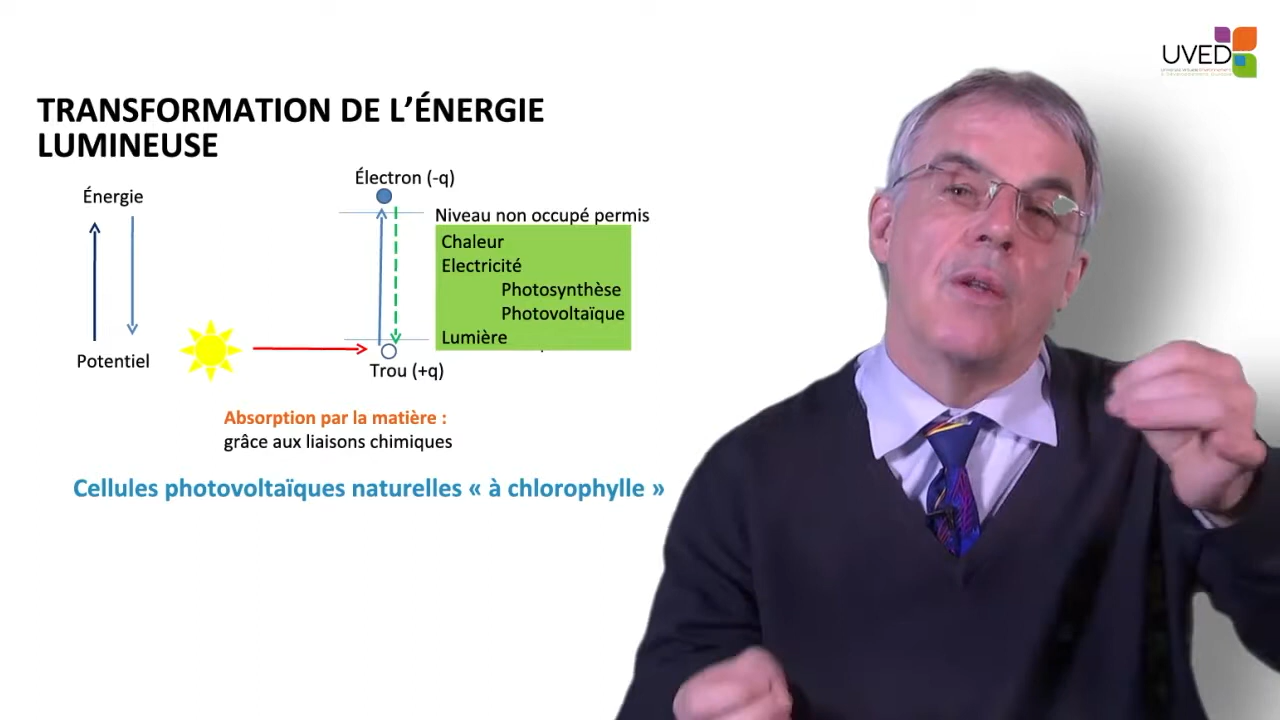 UVED
TRANSFORMATION DE L’ÉNERGIE
LUMINEUSE
Électron (-q)
Énergie
Niveau non occupé permis
Chaleur
Electricité
Photosynthèse
Photovoltaïque
Lumière
Potentiel
Trou (+q)
Absorption par la matière :
grâce aux liaisons chimiques
Cellules photovoltaïques naturelles « à chlorophylle »